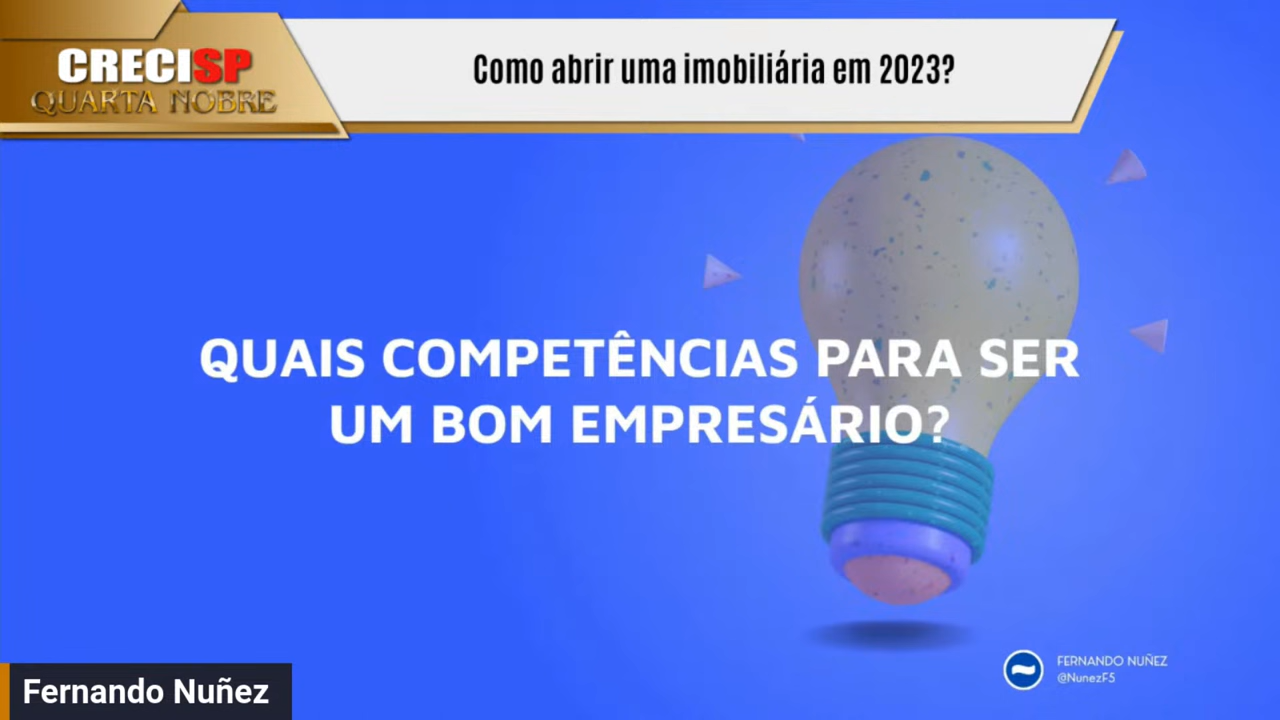 CRECISP
QUARTA NOBRE
Como abrir uma imobiliária em 2023?
QUAIS COMPETÊNCIAS PARA SER
UM BOM EMPRESÁRIO?
FERNANDO NUÑEZ
@NunezF5
Fernando Nuñez